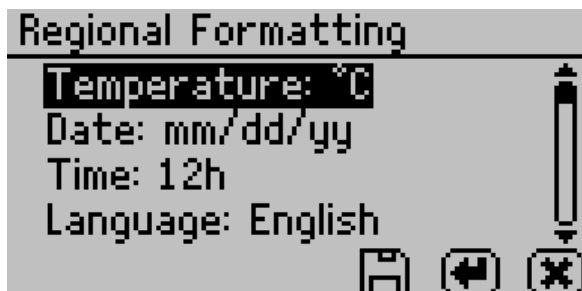 Regional Formatting
Temperature: °C
Date: mm/dd/yy
Time: 12h
Language: English